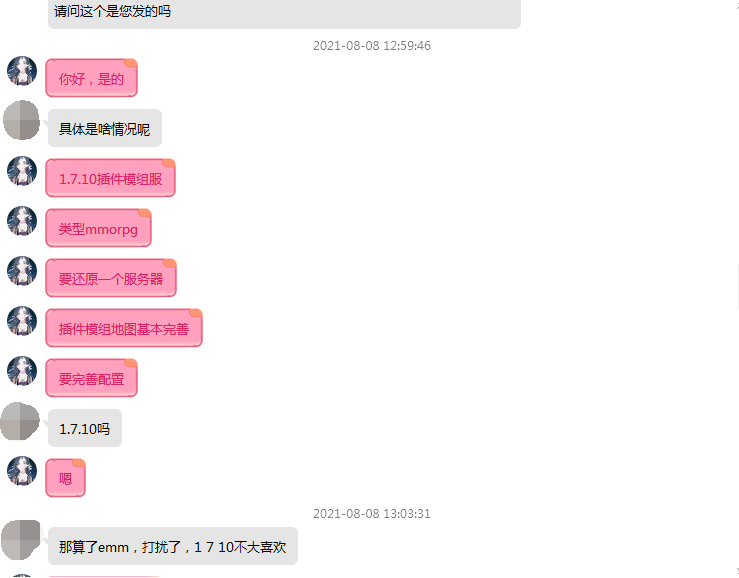 请问这个是您发的吗
2021-08-08 12:59:46
你好，是的
具体是啥情况呢
1.7.10插件模组服
类型mmorpg
要还原一个服务器
插件模组地图基本完善
要完善配置
1.7.10吗
嗯
2021-08-08 13:03:31
那算了emm，打扰了，1 7 10不大喜欢